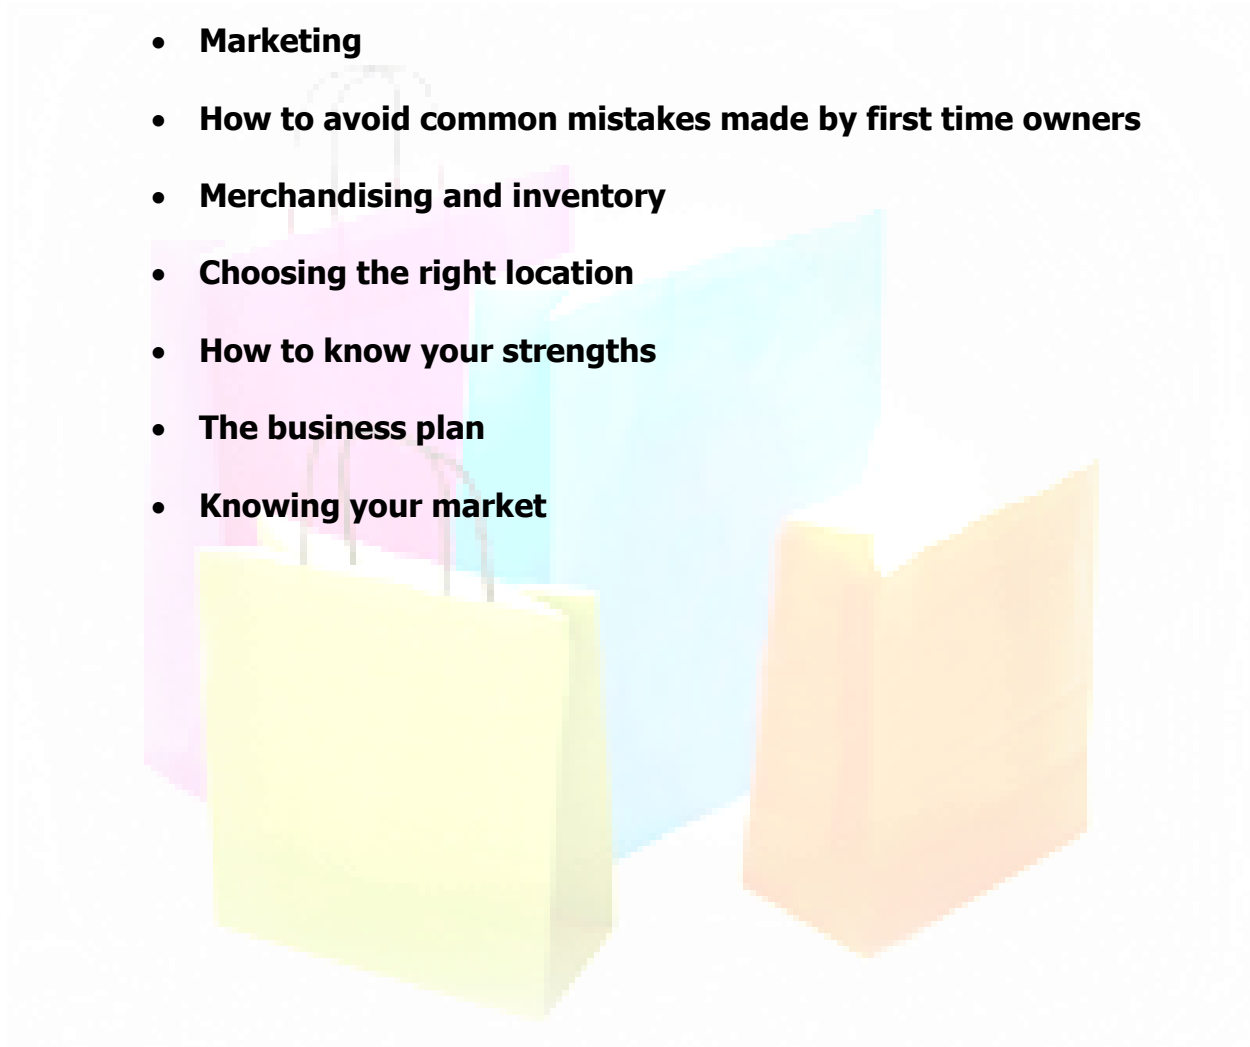 • Marketing
• How to avoid common mistakes made by first time owners
• Merchandising and inventory
• Choosing the right location
• How to know your strengths
• The business plan
• Knowing your market